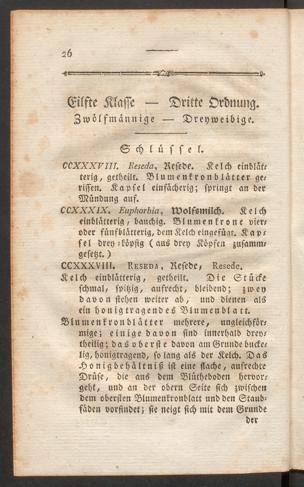 26
Eilfte Klasse — Dritte Ordnung.
Zwölfmännige — Dreyweibige.
Schlüssel.
CCXXXVIII. Reseda, Resede. Kelch einblät-
terig, getheilt. Blumenkronblätter ge-
rissen. Kapsel einfächerig; springt an der
Mündung auf.
CCXXXIX. Euphorbia, Wolfsmilch. Kelch
einblätterig, bauchig. Blumenkrone vier-
oder fünfblätterig, dem Kelch eingefügt. Kap-
sel drey-köpfig (aus drey Köpfen zusamm-
gesetzt.)
CCXXXVIII. RESEDA, Resede, Resede.
Kelch einblätterig, getheilt. Die Stücke
schmal, spitzig, aufrecht, bleibend; zwey
davon stehen weiter ab, und dienen als
ein honigtragendes Blumenblatt.
Blumenkronblätter mehrere, ungleichför-
mige; einige davon sind innerhalb drey-
theilig; das oberste davon am Grunde bucke-
lig, honigtragend, so lang als der Kelch. Das
Honigbehältniß ist eine flache, aufrechte
Drüse, die aus dem Blüthboden hervor-
geht, und an der obern Seite sich zwischen
dem obersten Blumenkronblatt und den Staub-
fäden vorfindet; sie neigt sich mit dem Grunde
der